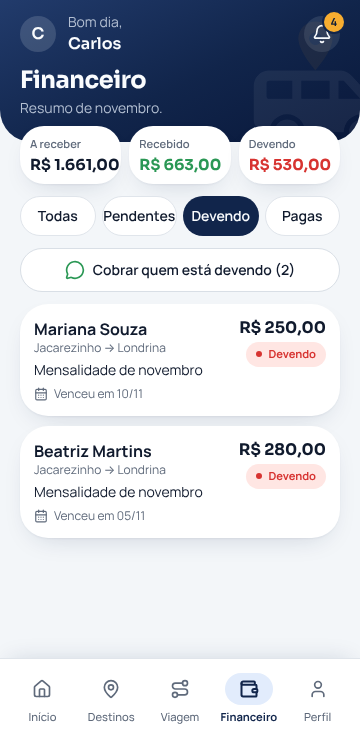 C
Bom dia,
Carlos
4
Financeiro
Resumo de novembro.
A receber
R$ 1.661,00
Recebido
R$ 663,00
Devendo
R$ 530,00
Todas
Pendentes
Devendo
Pagas
Cobrar quem está devendo (2)
Mariana Souza
R$ 250,00
Jacarezinho → Londrina
Devendo
Mensalidade de novembro
Venceu em 10/11
Beatriz Martins
R$ 280,00
Jacarezinho → Londrina
Devendo
Mensalidade de novembro
Venceu em 05/11
Início
Destinos
Viagem
Financeiro
Perfil